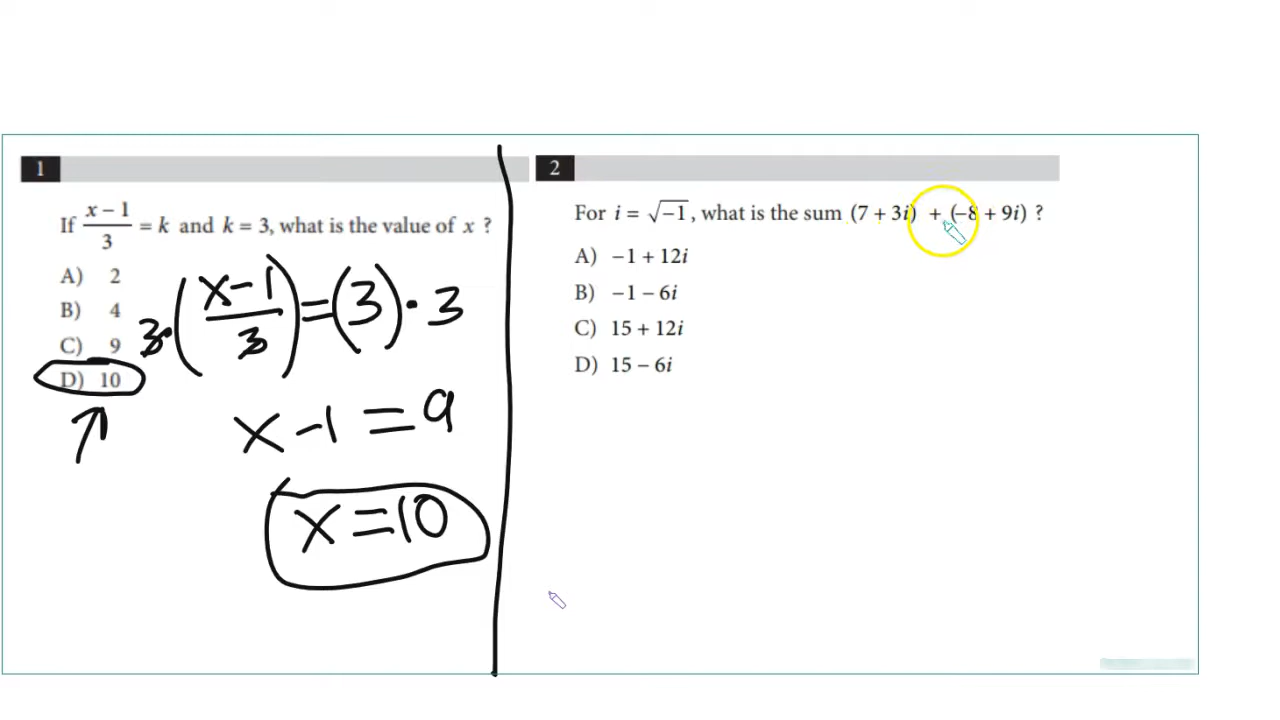 1
If (x − 1)/3 = k and k = 3, what is the value of x ?
A) 2
B) 4
C) 9
D) 10
3·((x−1)/3)=(3)·3
x−1=9
x=10
2
For i = √−1, what is the sum (7 + 3i) + (−8 + 9i) ?
A) −1 + 12i
B) −1 − 6i
C) 15 + 12i
D) 15 − 6i